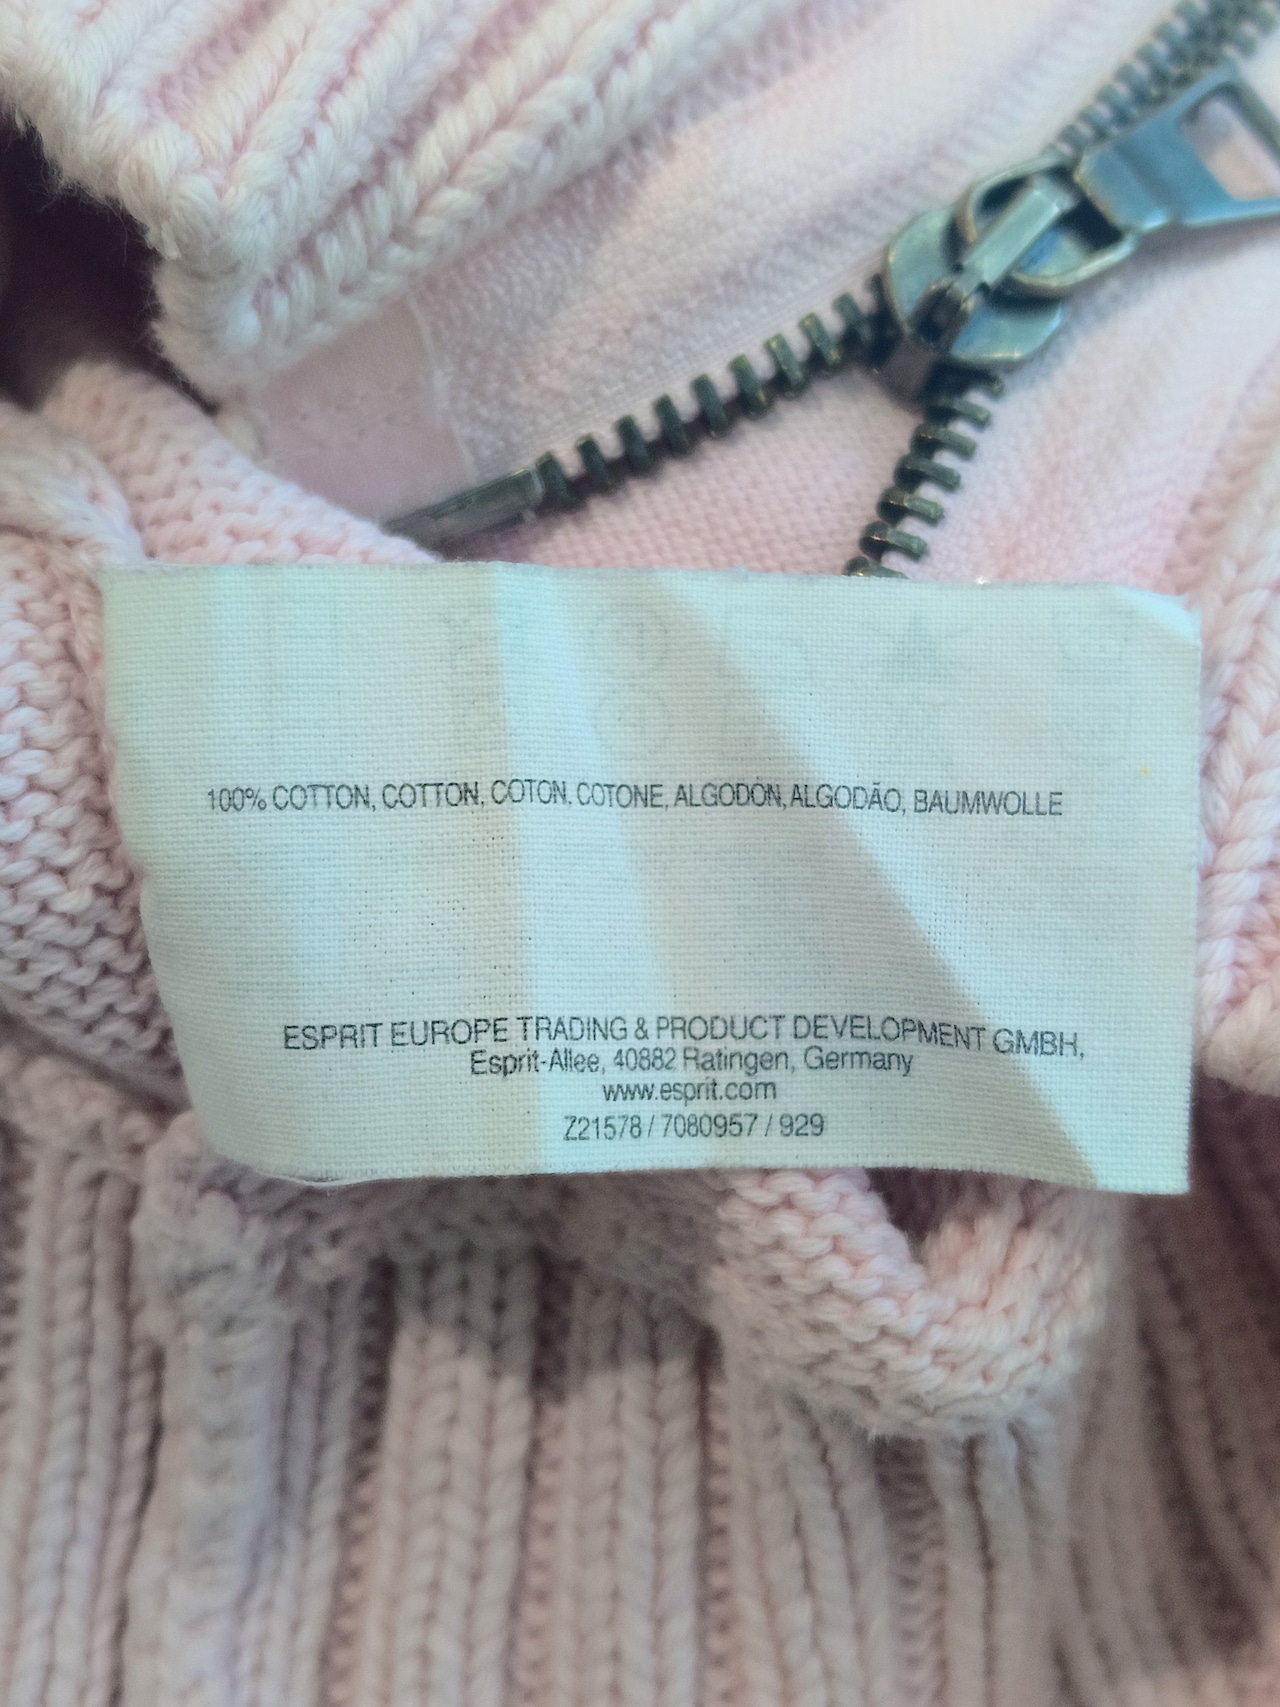 100% COTTON, COTTON, COTON, COTONE, ALGODÓN, ALGODÃO, BAUMWOLLE
ESPRIT EUROPE TRADING & PRODUCT DEVELOPMENT GMBH,
Esprit-Allee, 40882 Ratingen, Germany
www.esprit.com
Z21578 / 7080957 / 929